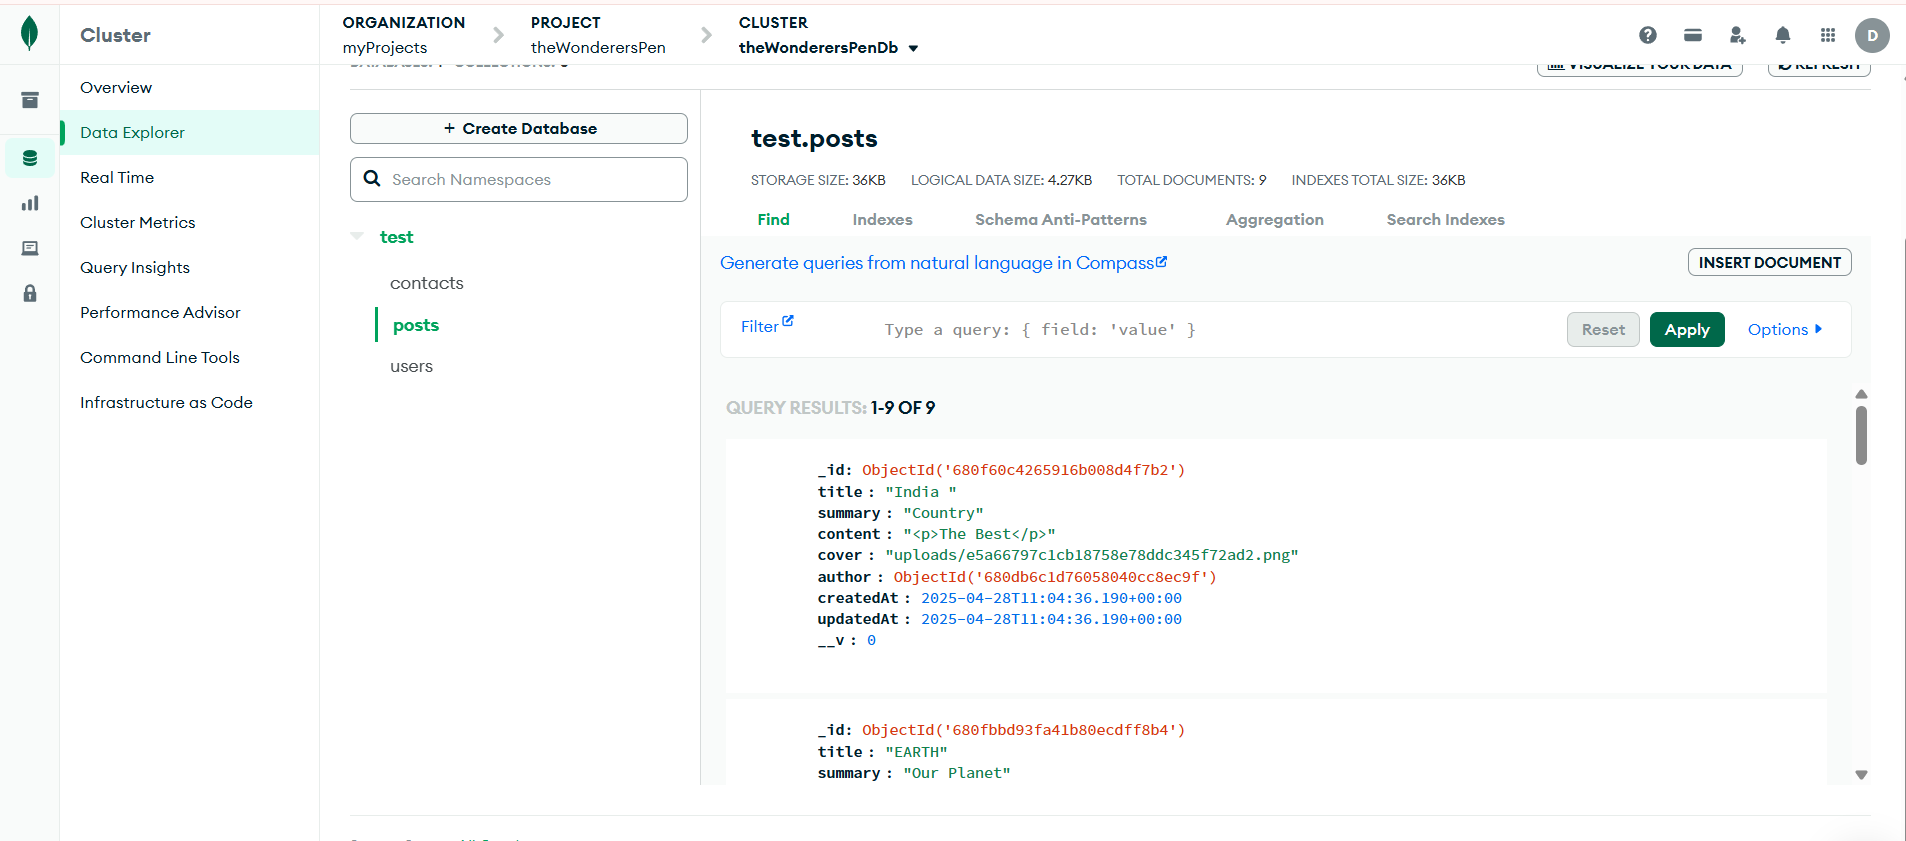 Cluster
ORGANIZATION
myProjects
PROJECT
theWonderersPen
CLUSTER
theWonderersPenDb
D
Overview
Data Explorer
Real Time
Cluster Metrics
Query Insights
Performance Advisor
Command Line Tools
Infrastructure as Code
VISUALIZE YOUR DATA
REFRESH
+ Create Database
Search Namespaces
test
contacts
posts
users
test.posts
STORAGE SIZE: 36KB LOGICAL DATA SIZE: 4.27KB TOTAL DOCUMENTS: 9 INDEXES TOTAL SIZE: 36KB
Find Indexes Schema Anti-Patterns Aggregation Search Indexes
Generate queries from natural language in Compass
INSERT DOCUMENT
Filter
Type a query: { field: 'value' }
Reset
Apply
Options
QUERY RESULTS: 1-9 OF 9
_id: ObjectId('680f60c4265916b008d4f7b2')
title : "India "
summary : "Country"
content : "<p>The Best</p>"
cover : "uploads/e5a66797c1cb18758e78ddc345f72ad2.png"
author : ObjectId('680db6c1d76058040cc8ec9f')
createdAt : 2025-04-28T11:04:36.190+00:00
updatedAt : 2025-04-28T11:04:36.190+00:00
__v : 0
_id: ObjectId('680fbbd93fa41b80ecdff8b4')
title : "EARTH"
summary : "Our Planet"